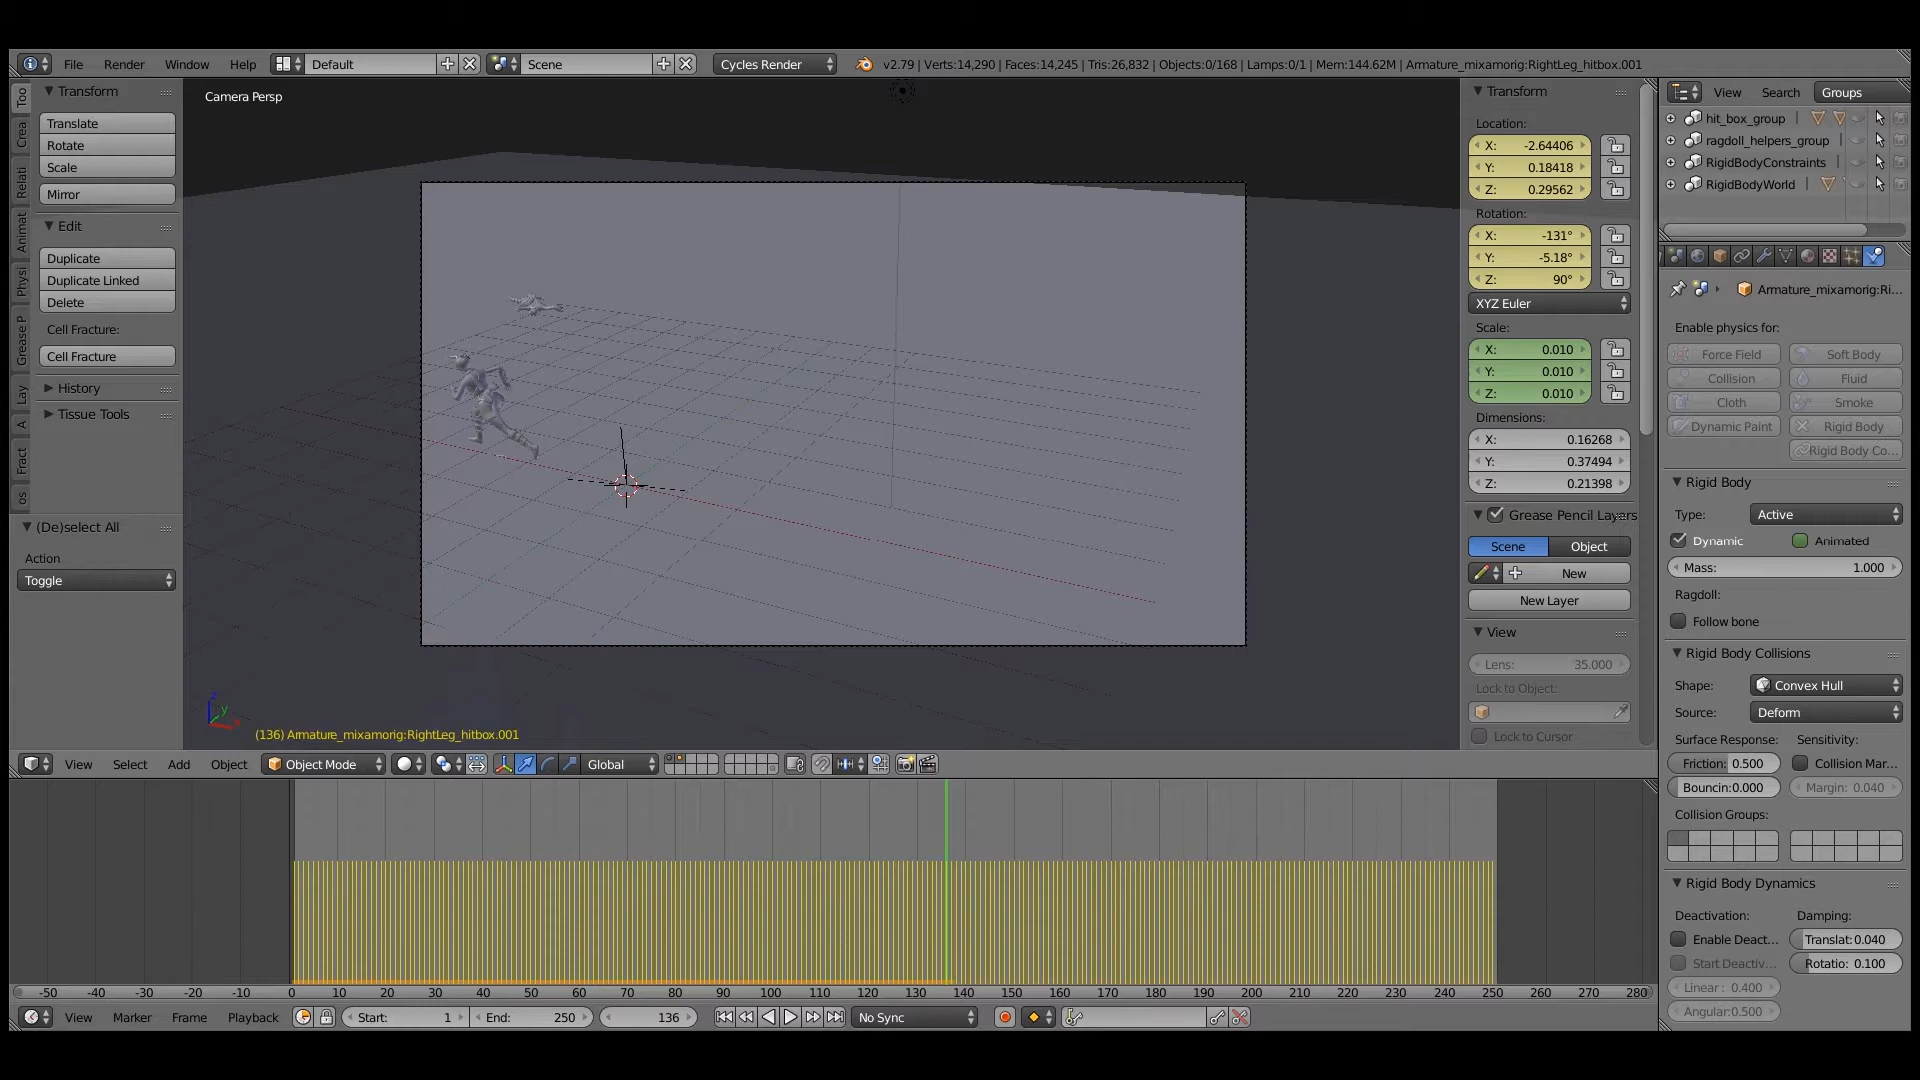 File Render Window Help Default Scene Cycles Render v2.79 | Verts:14,290 | Faces:14,245 | Tris:26,832 | Objects:0/168 | Lamps:0/1 | Mem:144.62M | Armature_mixamorig:RightLeg_hitbox.001
Too
Crea
Relati
Animat
Physi
Grease P
Lay
A
Fract
os
Transform
Translate
Rotate
Scale
Mirror
Edit
Duplicate
Duplicate Linked
Delete
Cell Fracture:
Cell Fracture
History
Tissue Tools
(De)select All
Action
Toggle
Camera Persp
(136) Armature_mixamorig:RightLeg_hitbox.001
z
y
x
Transform
Location:
X: -2.64406
Y: 0.18418
Z: 0.29562
Rotation:
X: -131°
Y: -5.18°
Z: 90°
XYZ Euler
Scale:
X: 0.010
Y: 0.010
Z: 0.010
Dimensions:
X: 0.16268
Y: 0.37494
Z: 0.21398
Grease Pencil Layers
Scene Object
New
New Layer
View
Lens: 35.000
Lock to Object:
Lock to Cursor
View Search Groups
hit_box_group
ragdoll_helpers_group
RigidBodyConstraints
RigidBodyWorld
Armature_mixamorig:Ri...
Enable physics for:
Force Field Soft Body
Collision Fluid
Cloth Smoke
Dynamic Paint Rigid Body
Rigid Body Co...
Rigid Body
Type: Active
Dynamic Animated
Mass: 1.000
Ragdoll:
Follow bone
Rigid Body Collisions
Shape: Convex Hull
Source: Deform
Surface Response: Sensitivity:
Friction: 0.500 Collision Mar...
Bouncin:0.000 Margin: 0.040
Collision Groups:
Rigid Body Dynamics
Deactivation: Damping:
Enable Deact... Translat:0.040
Start Deactiv... Rotatio: 0.100
Linear : 0.400
Angular:0.500
View Select Add Object Object Mode Global
-50 -40 -30 -20 -10 0 10 20 30 40 50 60 70 80 90 100 110 120 130 140 150 160 170 180 190 200 210 220 230 240 250 260 270 280
View Marker Frame Playback Start: 1 End: 250 136 No Sync